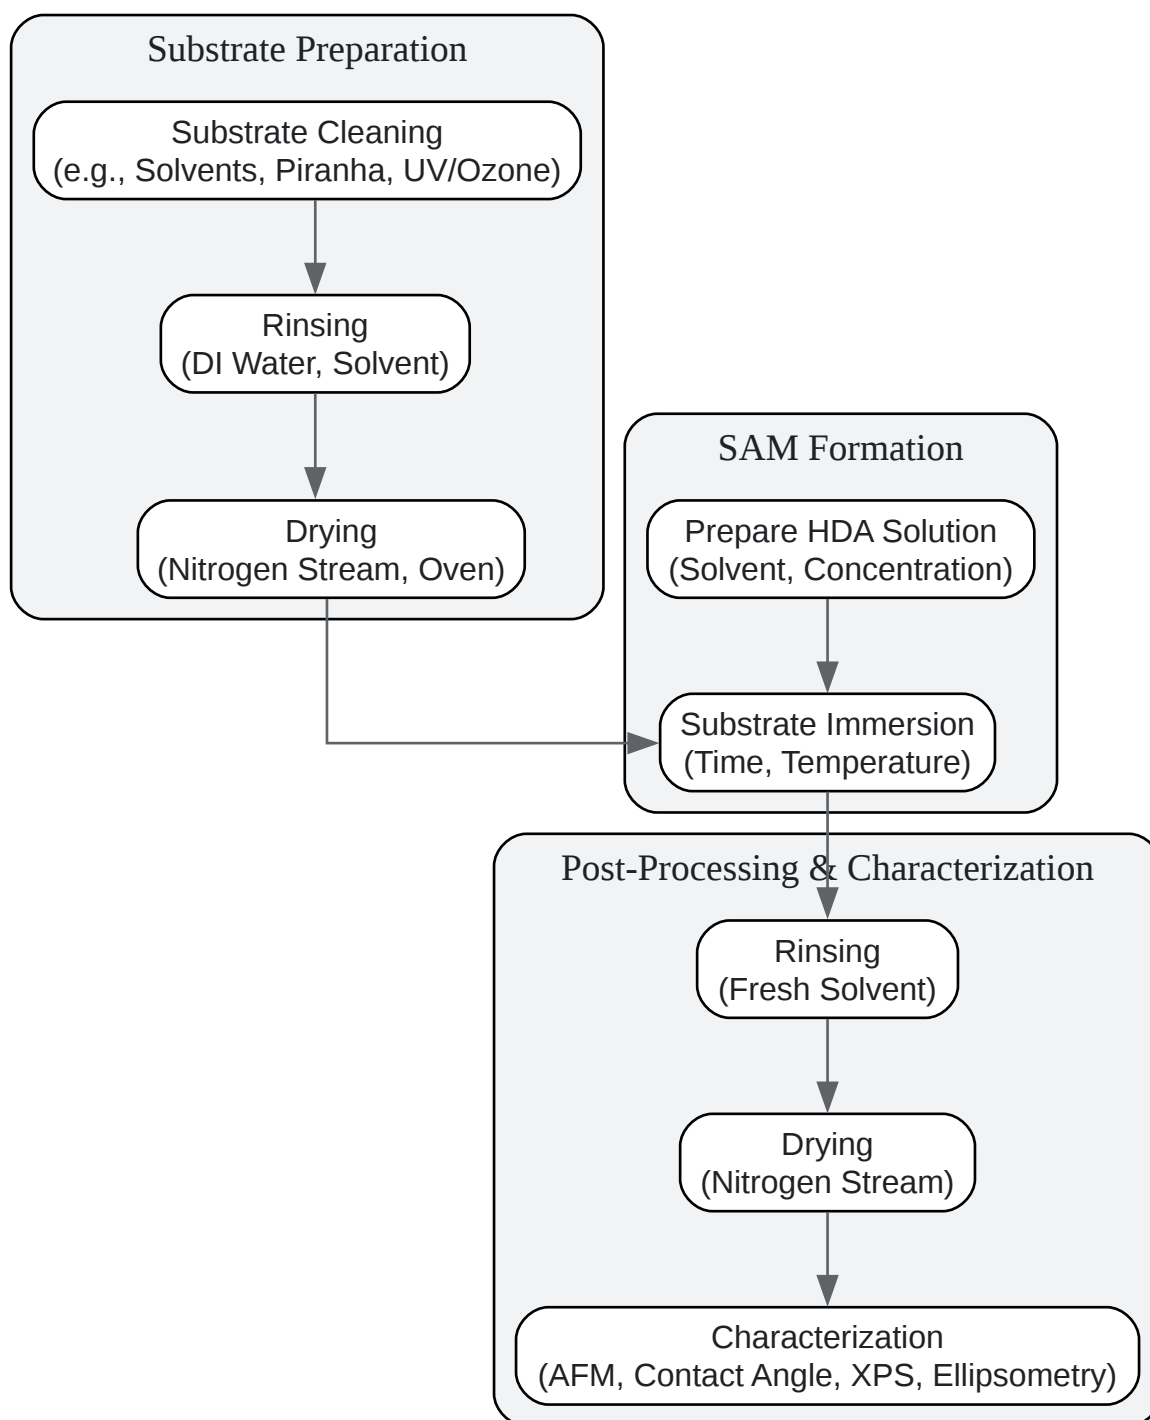 Substrate Preparation
Substrate Cleaning
(e.g., Solvents, Piranha, UV/Ozone)
Rinsing
(DI Water, Solvent)
Drying
(Nitrogen Stream, Oven)
SAM Formation
Prepare HDA Solution
(Solvent, Concentration)
Substrate Immersion
(Time, Temperature)
Post-Processing & Characterization
Rinsing
(Fresh Solvent)
Drying
(Nitrogen Stream)
Characterization
(AFM, Contact Angle, XPS, Ellipsometry)